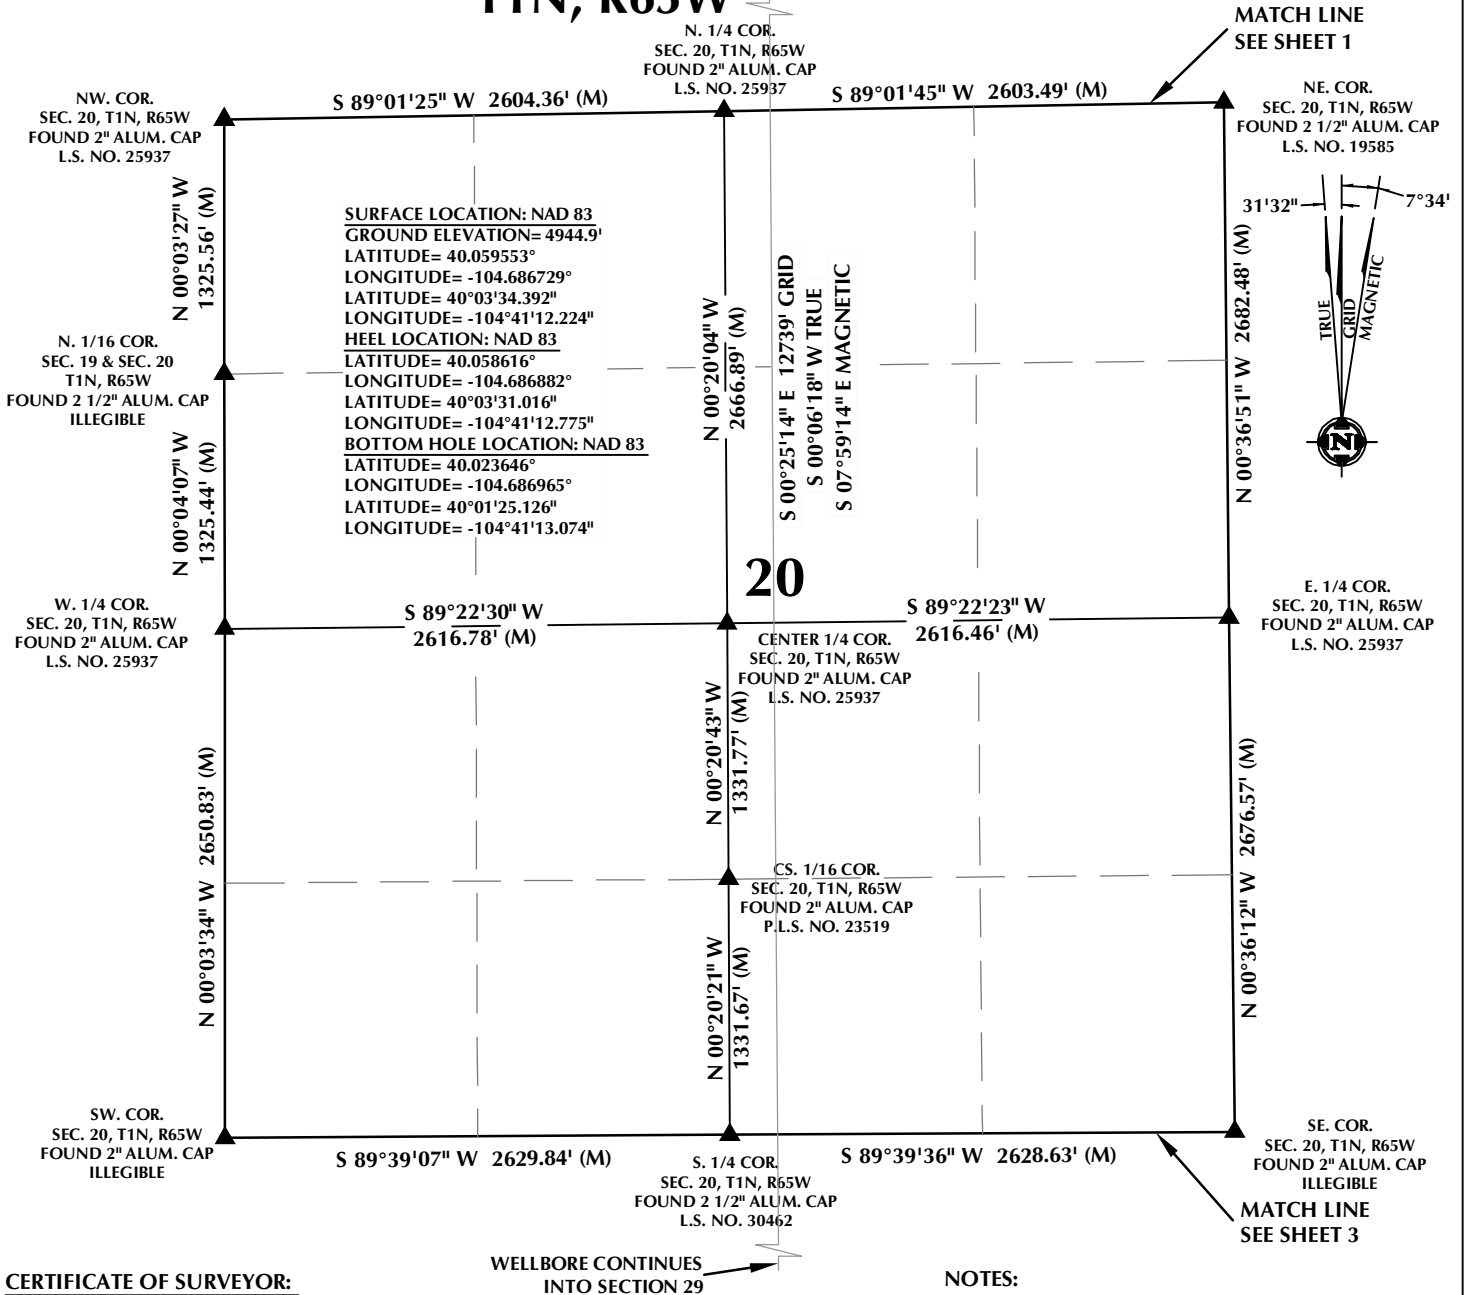 T1N, R65W
MATCH LINE
SEE SHEET 1
N. 1/4 COR.
SEC. 20, T1N, R65W
FOUND 2" ALUM. CAP
L.S. NO. 25937
NW. COR.
SEC. 20, T1N, R65W
FOUND 2" ALUM. CAP
L.S. NO. 25937
S 89°01'25" W 2604.36' (M)
S 89°01'45" W 2603.49' (M)
NE. COR.
SEC. 20, T1N, R65W
FOUND 2 1/2" ALUM. CAP
L.S. NO. 19585
31'32"
7°34'
TRUE
GRID
MAGNETIC
N
N 00°03'27" W
1325.56' (M)
SURFACE LOCATION: NAD 83
GROUND ELEVATION= 4944.9'
LATITUDE= 40.059553°
LONGITUDE= -104.686729°
LATITUDE= 40°03'34.392"
LONGITUDE= -104°41'12.224"
HEEL LOCATION: NAD 83
LATITUDE= 40.058616°
LONGITUDE= -104.686882°
LATITUDE= 40°03'31.016"
LONGITUDE= -104°41'12.775"
BOTTOM HOLE LOCATION: NAD 83
LATITUDE= 40.023646°
LONGITUDE= -104.686965°
LATITUDE= 40°01'25.126"
LONGITUDE= -104°41'13.074"
N 00°20'04" W
2666.89' (M)
S 00°25'14" E 12739' GRID
S 00°06'18" W TRUE
S 07°59'14" E MAGNETIC
N 00°36'51" W 2682.48' (M)
N. 1/16 COR.
SEC. 19 & SEC. 20
T1N, R65W
FOUND 2 1/2" ALUM. CAP
ILLEGIBLE
N 00°04'07" W
1325.44' (M)
20
W. 1/4 COR.
SEC. 20, T1N, R65W
FOUND 2" ALUM. CAP
L.S. NO. 25937
S 89°22'30" W
2616.78' (M)
S 89°22'23" W
2616.46' (M)
CENTER 1/4 COR.
SEC. 20, T1N, R65W
FOUND 2" ALUM. CAP
L.S. NO. 25937
E. 1/4 COR.
SEC. 20, T1N, R65W
FOUND 2" ALUM. CAP
L.S. NO. 25937
N 00°03'34" W 2650.83' (M)
N 00°20'43" W
1331.77' (M)
N 00°36'12" W 2676.57' (M)
CS. 1/16 COR.
SEC. 20, T1N, R65W
FOUND 2" ALUM. CAP
P.L.S. NO. 23519
N 00°20'21" W
1331.67' (M)
SW. COR.
SEC. 20, T1N, R65W
FOUND 2" ALUM. CAP
ILLEGIBLE
S 89°39'07" W 2629.84' (M)
S. 1/4 COR.
SEC. 20, T1N, R65W
FOUND 2 1/2" ALUM. CAP
L.S. NO. 30462
S 89°39'36" W 2628.63' (M)
SE. COR.
SEC. 20, T1N, R65W
FOUND 2" ALUM. CAP
ILLEGIBLE
MATCH LINE
SEE SHEET 3
WELLBORE CONTINUES
INTO SECTION 29
CERTIFICATE OF SURVEYOR:
NOTES: